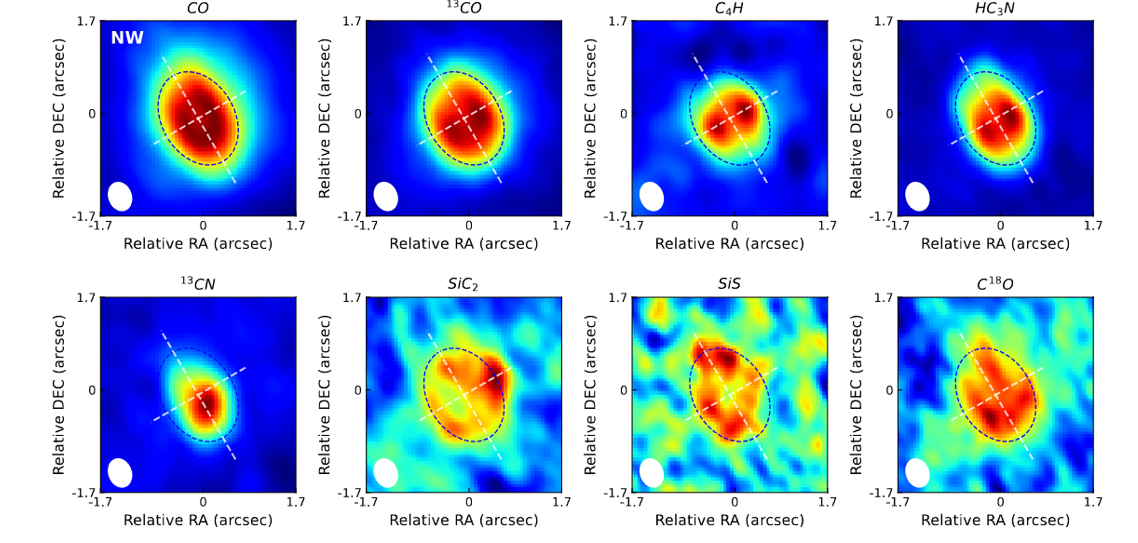 CO
¹³CO
C₄H
HC₃N
1.7
0
-1.7
Relative DEC (arcsec)
NW
-1.7
0
1.7
Relative RA (arcsec)
1.7
0
-1.7
Relative DEC (arcsec)
-1.7
0
1.7
Relative RA (arcsec)
1.7
0
-1.7
Relative DEC (arcsec)
-1.7
0
1.7
Relative RA (arcsec)
1.7
0
-1.7
Relative DEC (arcsec)
-1.7
0
1.7
Relative RA (arcsec)
¹³CN
SiC₂
SiS
C¹⁸O
1.7
0
-1.7
Relative DEC (arcsec)
-1.7
0
1.7
Relative RA (arcsec)
1.7
0
-1.7
Relative DEC (arcsec)
-1.7
0
1.7
Relative RA (arcsec)
1.7
0
-1.7
Relative DEC (arcsec)
-1.7
0
1.7
Relative RA (arcsec)
1.7
0
-1.7
Relative DEC (arcsec)
-1.7
0
1.7
Relative RA (arcsec)